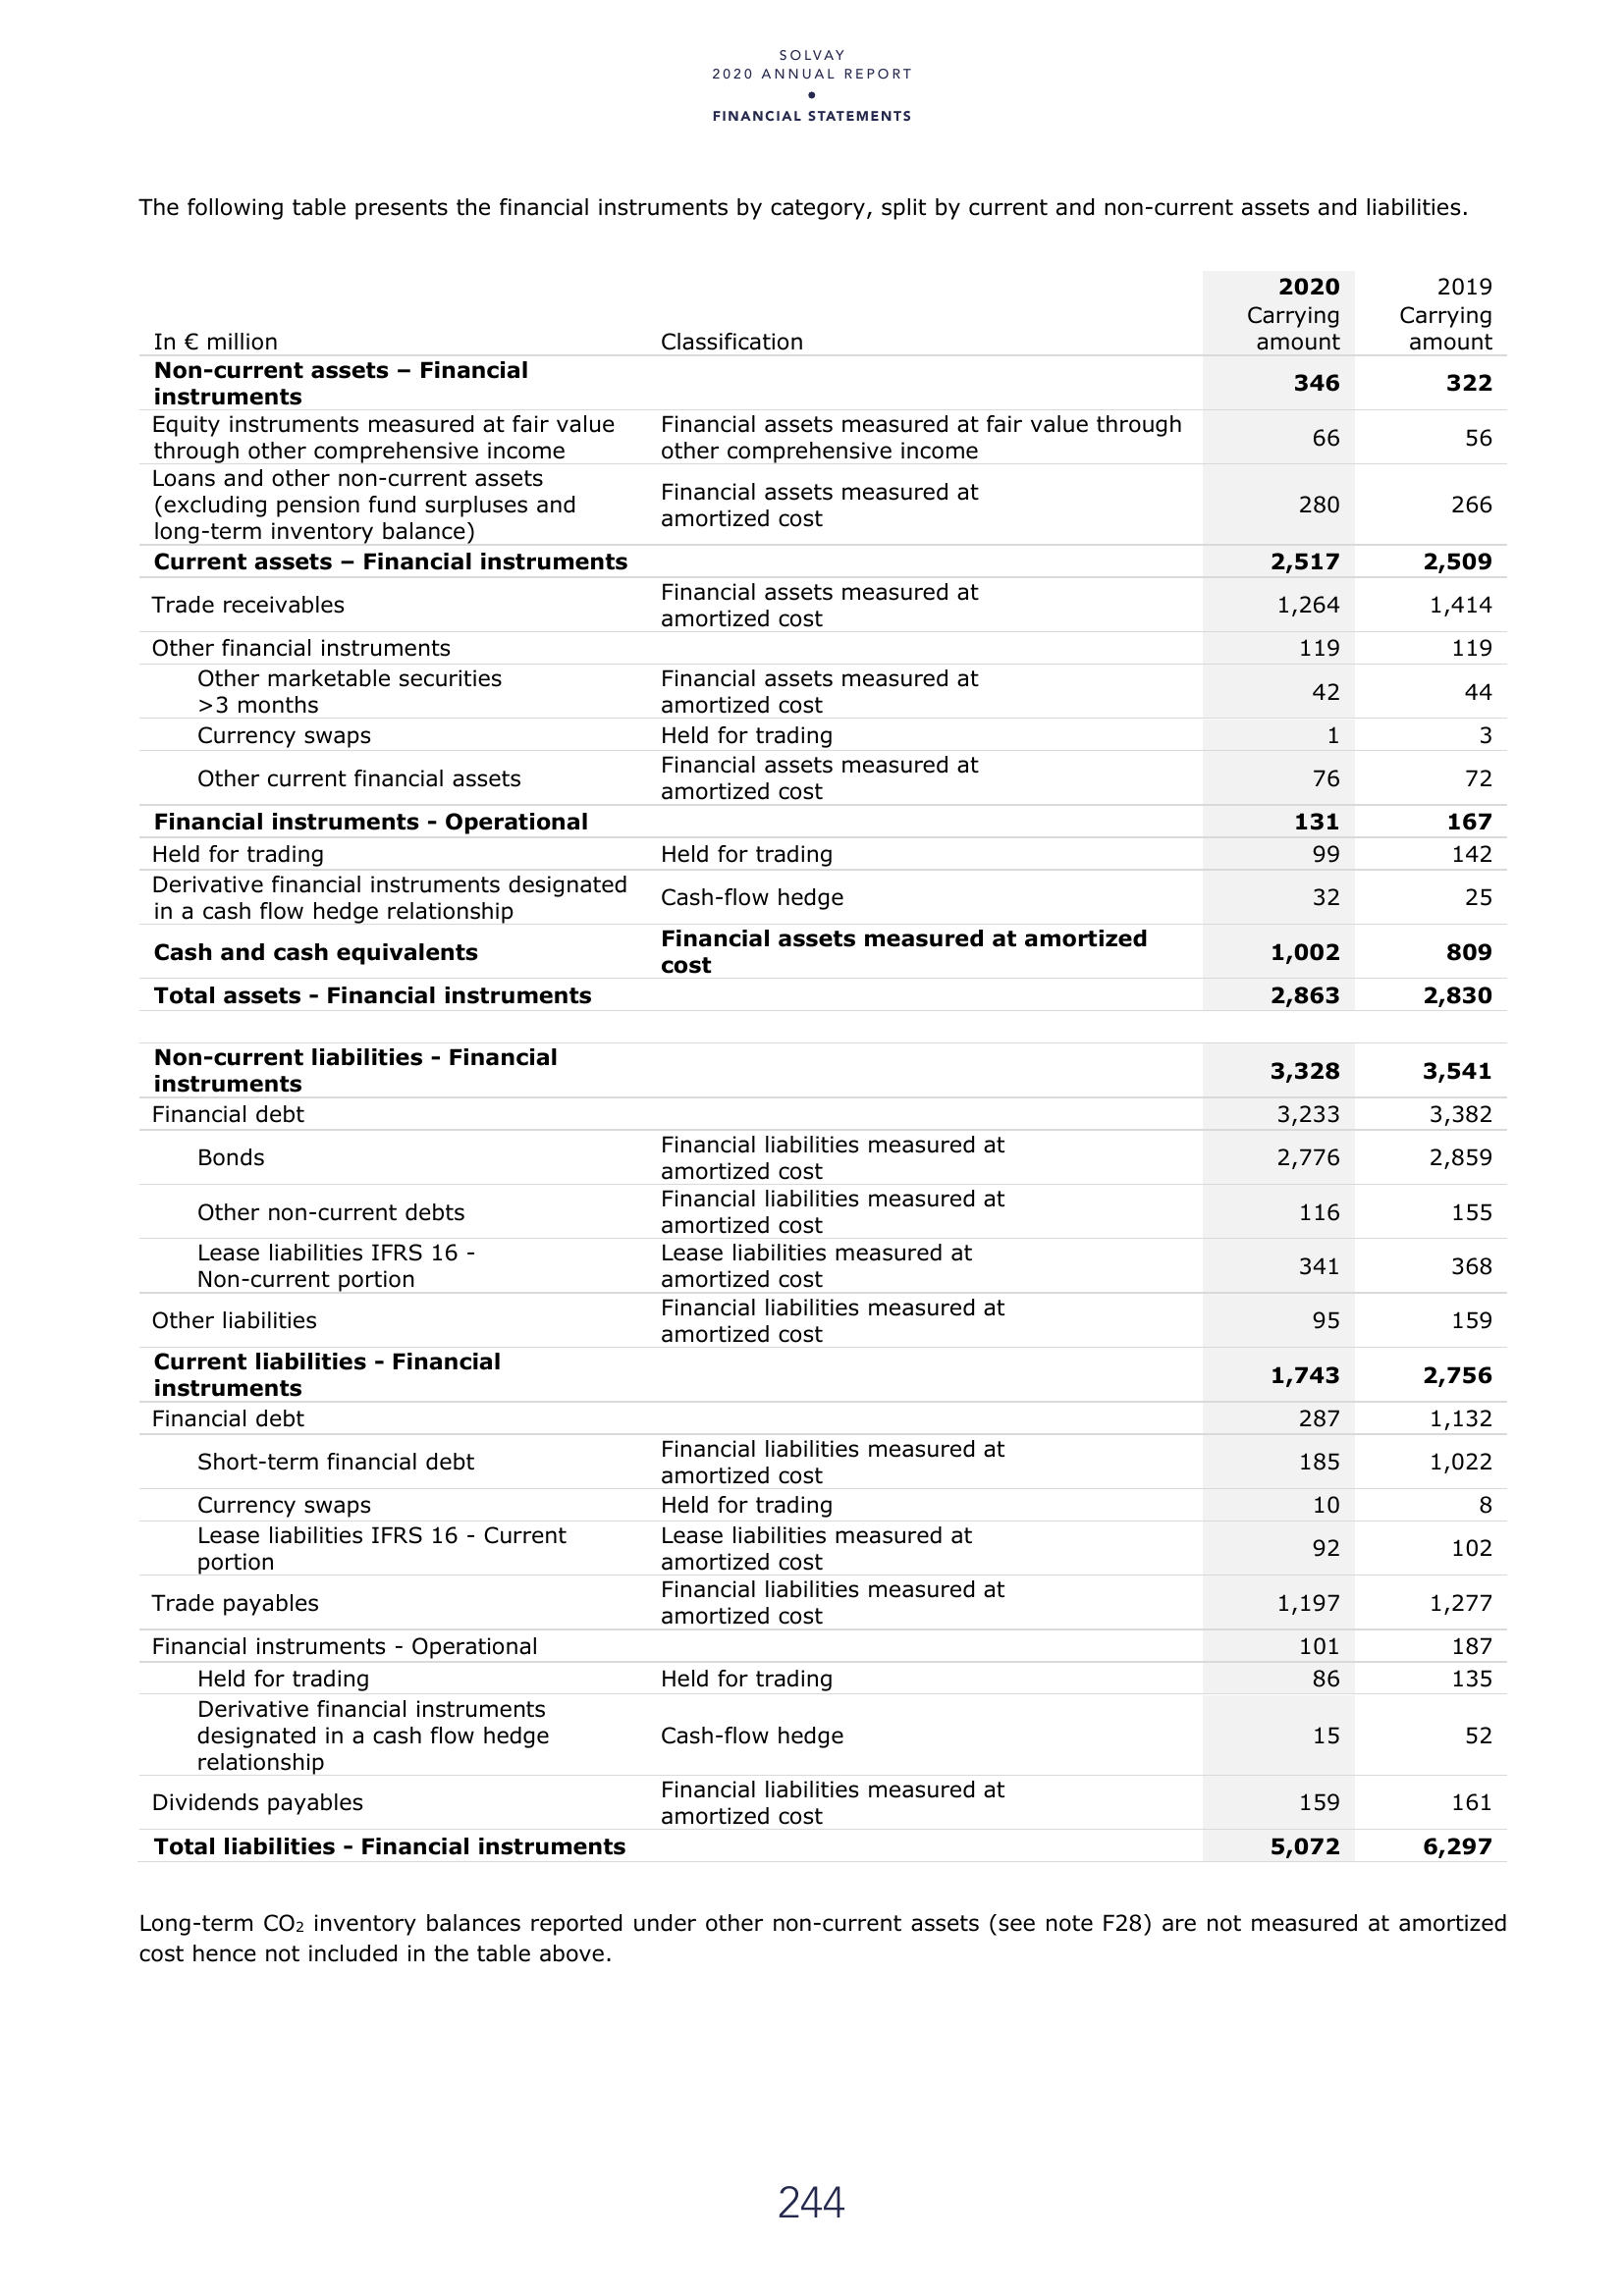 SOLVAY
2020 ANNUAL REPORT
•
FINANCIAL STATEMENTS
The following table presents the financial instruments by category, split by current and non-current assets and liabilities.
2020 2019
Carrying Carrying
In € million Classification amount amount
Non-current assets – Financial
instruments 346 322
Equity instruments measured at fair value Financial assets measured at fair value through
through other comprehensive income other comprehensive income 66 56
Loans and other non-current assets
(excluding pension fund surpluses and Financial assets measured at
long-term inventory balance) amortized cost 280 266
Current assets – Financial instruments 2,517 2,509
Trade receivables Financial assets measured at
amortized cost 1,264 1,414
Other financial instruments 119 119
Other marketable securities Financial assets measured at
>3 months amortized cost 42 44
Currency swaps Held for trading 1 3
Other current financial assets Financial assets measured at
amortized cost 76 72
Financial instruments - Operational 131 167
Held for trading Held for trading 99 142
Derivative financial instruments designated
in a cash flow hedge relationship Cash-flow hedge 32 25
Cash and cash equivalents Financial assets measured at amortized
cost 1,002 809
Total assets - Financial instruments 2,863 2,830
Non-current liabilities - Financial
instruments 3,328 3,541
Financial debt 3,233 3,382
Bonds Financial liabilities measured at
amortized cost 2,776 2,859
Other non-current debts Financial liabilities measured at
amortized cost 116 155
Lease liabilities IFRS 16 - Lease liabilities measured at
Non-current portion amortized cost 341 368
Other liabilities Financial liabilities measured at
amortized cost 95 159
Current liabilities - Financial
instruments 1,743 2,756
Financial debt 287 1,132
Short-term financial debt Financial liabilities measured at
amortized cost 185 1,022
Currency swaps Held for trading 10 8
Lease liabilities IFRS 16 - Current Lease liabilities measured at
portion amortized cost 92 102
Trade payables Financial liabilities measured at
amortized cost 1,197 1,277
Financial instruments - Operational 101 187
Held for trading Held for trading 86 135
Derivative financial instruments
designated in a cash flow hedge Cash-flow hedge 15 52
relationship
Dividends payables Financial liabilities measured at
amortized cost 159 161
Total liabilities - Financial instruments 5,072 6,297
Long-term CO₂ inventory balances reported under other non-current assets (see note F28) are not measured at amortized
cost hence not included in the table above.
244